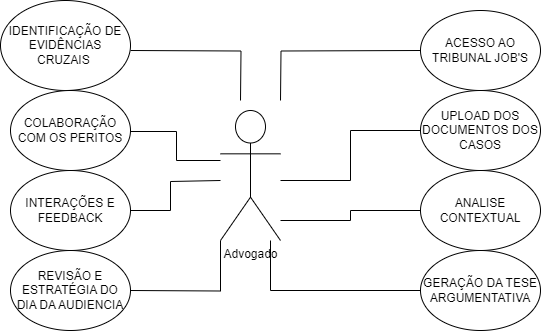 IDENTIFICAÇÃO DE
EVIDÊNCIAS
CRUZAIS
COLABORAÇÃO
COM OS PERITOS
INTERAÇÕES E
FEEDBACK
REVISÃO E
ESTRATÉGIA DO
DIA DA AUDIENCIA
Advogado
ACESSO AO
TRIBUNAL JOB'S
UPLOAD DOS
DOCUMENTOS DOS
CASOS
ANALISE
CONTEXTUAL
GERAÇÃO DA TESE
ARGUMENTATIVA